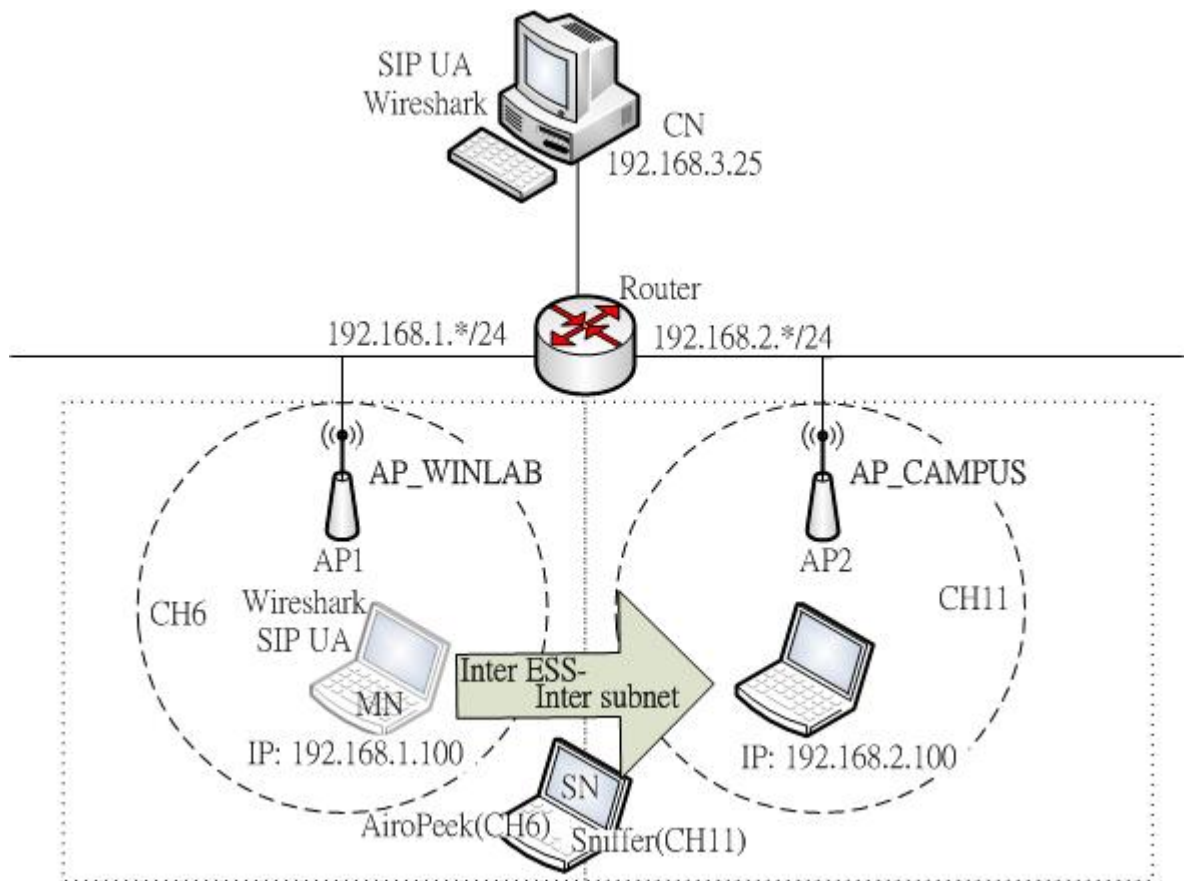 SIP UA
Wireshark
CN
192.168.3.25
Router
192.168.1.*/24
192.168.2.*/24
AP_WINLAB
AP_CAMPUS
AP1
AP2
CH6
CH11
Wireshark
SIP UA
MN
Inter ESS-
Inter subnet
IP: 192.168.1.100
IP: 192.168.2.100
SN
AiroPeek(CH6)
Sniffer(CH11)